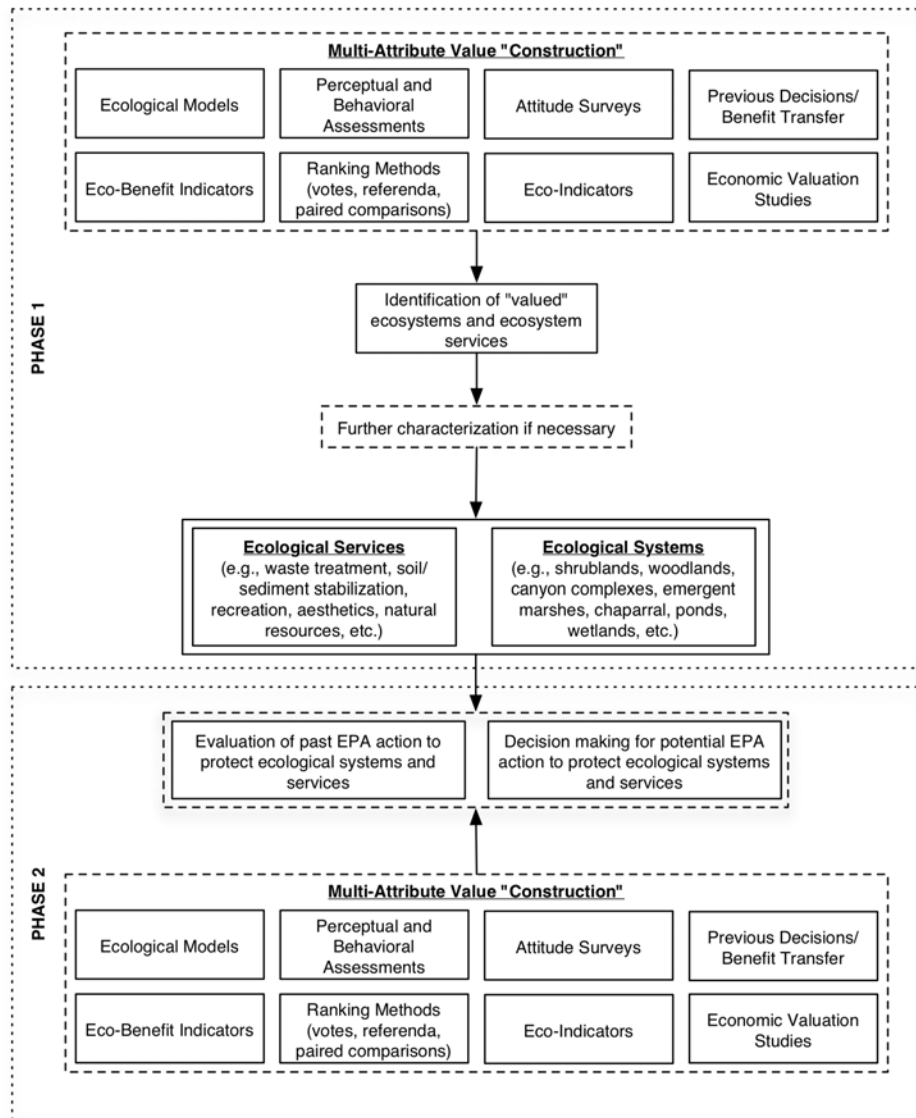 PHASE 1
Multi-Attribute Value "Construction"
Ecological Models
Perceptual and
Behavioral
Assessments
Attitude Surveys
Previous Decisions/
Benefit Transfer
Eco-Benefit Indicators
Ranking Methods
(votes, referenda,
paired comparisons)
Eco-Indicators
Economic Valuation
Studies
Identification of "valued"
ecosystems and ecosystem
services
Further characterization if necessary
Ecological Services
(e.g., waste treatment, soil/
sediment stabilization,
recreation, aesthetics, natural
resources, etc.)
Ecological Systems
(e.g., shrublands, woodlands,
canyon complexes, emergent
marshes, chaparral, ponds,
wetlands, etc.)
PHASE 2
Evaluation of past EPA action to
protect ecological systems and
services
Decision making for potential EPA
action to protect ecological systems
and services
Multi-Attribute Value "Construction"
Ecological Models
Perceptual and
Behavioral
Assessments
Attitude Surveys
Previous Decisions/
Benefit Transfer
Eco-Benefit Indicators
Ranking Methods
(votes, referenda,
paired comparisons)
Eco-Indicators
Economic Valuation
Studies